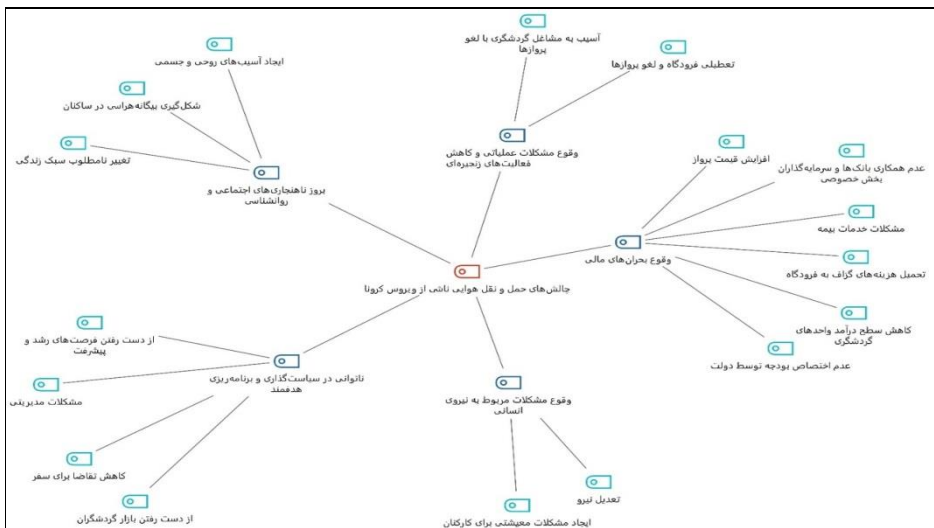 آسیب به مشاغل گردشگری با لغو
پروازها
ایجاد آسیب‌های روحی و جسمی
تعطیلی فرودگاه و لغو پروازها
شکل‌گیری بیگانه‌هراسی در ساکنان
تغییر نامطلوب سبک زندگی
وقوع مشکلات عملیاتی و کاهش
فعالیت‌های زنجیره‌ای
افزایش قیمت پرواز
عدم همکاری بانک‌ها و سرمایه‌گذاران
بخش خصوصی
بروز ناهنجاری‌های اجتماعی و
روانشناسی
مشکلات خدمات بیمه
وقوع بحران‌های مالی
تحمیل هزینه‌های گزاف به فرودگاه
چالش‌های حمل و نقل هوایی ناشی از ویروس کرونا
کاهش سطح درآمد واحدهای
گردشگری
از دست رفتن فرصت‌های رشد و
پیشرفت
عدم اختصاص بودجه توسط دولت
ناتوانی در سیاست‌گذاری و برنامه‌ریزی
هدفمند
مشکلات مدیریتی
وقوع مشکلات مربوط به نیروی
انسانی
کاهش تقاضا برای سفر
تعدیل نیرو
از دست رفتن بازار گردشگران
ایجاد مشکلات معیشتی برای کارکنان